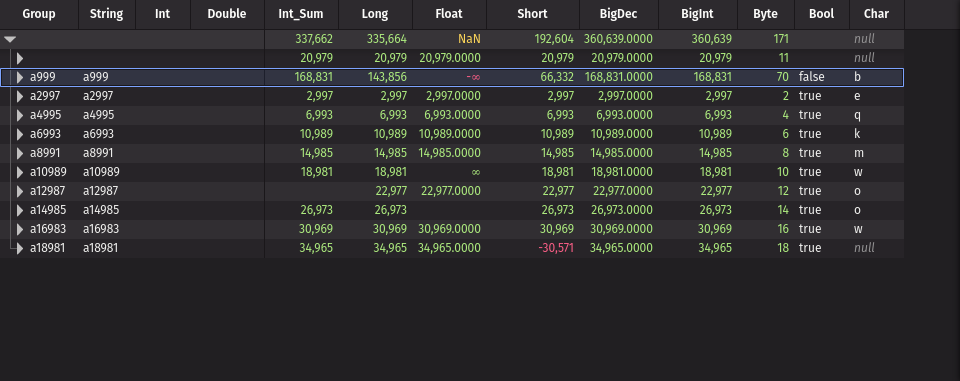 Group String Int Double Int_Sum Long Float Short BigDec BigInt Byte Bool Char
337,662 335,664 NaN 192,604 360,639.0000 360,639 171 null
20,979 20,979 20,979.0000 20,979 20,979.0000 20,979 11 null
a999 a999 168,831 143,856 -∞ 66,332 168,831.0000 168,831 70 false b
a2997 a2997 2,997 2,997 2,997.0000 2,997 2,997.0000 2,997 2 true e
a4995 a4995 6,993 6,993 6,993.0000 6,993 6,993.0000 6,993 4 true q
a6993 a6993 10,989 10,989 10,989.0000 10,989 10,989.0000 10,989 6 true k
a8991 a8991 14,985 14,985 14,985.0000 14,985 14,985.0000 14,985 8 true m
a10989 a10989 18,981 18,981 ∞ 18,981 18,981.0000 18,981 10 true w
a12987 a12987 22,977 22,977.0000 22,977 22,977.0000 22,977 12 true o
a14985 a14985 26,973 26,973 26,973 26,973.0000 26,973 14 true o
a16983 a16983 30,969 30,969 30,969.0000 30,969 30,969.0000 30,969 16 true w
a18981 a18981 34,965 34,965 34,965.0000 -30,571 34,965.0000 34,965 18 true null